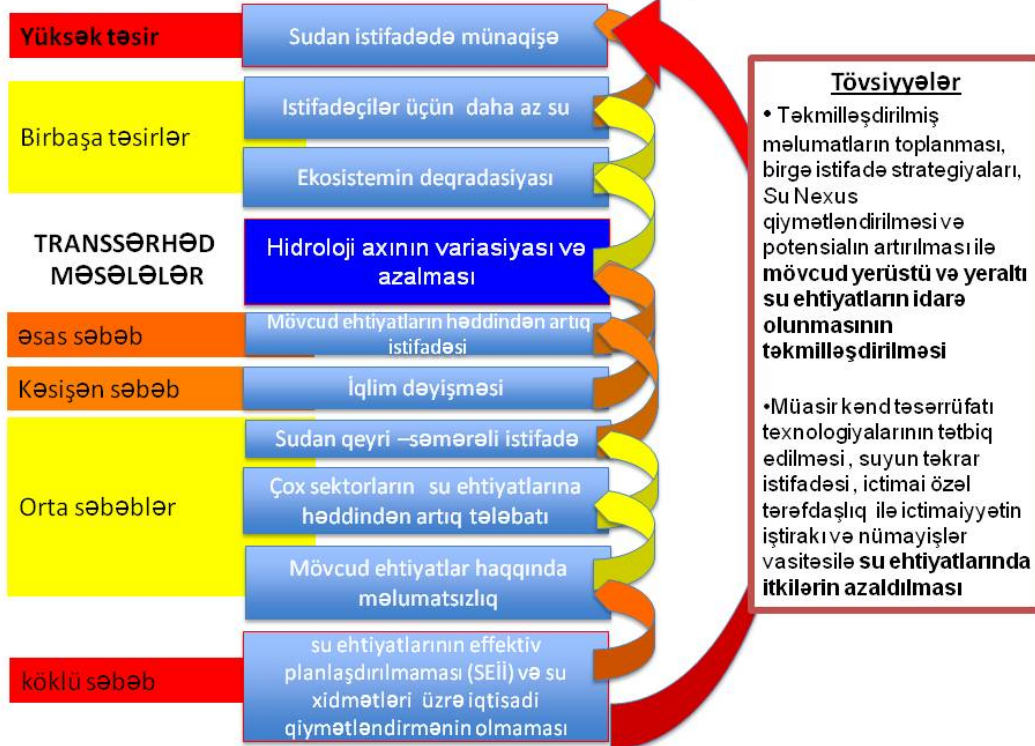 Yüksək təsir
Sudan istifadədə münaqişə
Birbaşa təsirlər
Istifadəçilər üçün daha az su
Ekosistemin deqradasiyası
TRANSSƏRHƏD
MƏSƏLƏLƏR
Hidroloji axının variasiyası və
azalması
əsas səbəb
Mövcud ehtiyatların həddindən artıq
istifadəsi
Kəsişən səbəb
İqlim dəyişməsi
Orta səbəblər
Sudan qeyri –səmərəli istifadə
Çox sektorların su ehtiyatlarına
həddindən artıq tələbatı
Mövcud ehtiyatlar haqqında
məlumatsızlıq
köklü səbəb
su ehtiyatlarının effektiv
planlaşdırılmaması (SEİİ) və su
xidmətləri üzrə iqtisadi
qiymətləndirmənin olmaması
Tövsiyyələr
• Təkmilləşdirilmiş
məlumatların toplanması,
birgə istifadə strategiyaları,
Su Nexus
qiymətləndirilməsi və
potensialın artırılması ilə
mövcud yerüstü və yeraltı
su ehtiyatların idarə
olunmasının
təkmilləşdirilməsi
•Müasir kənd təsərrüfatı
texnologiyalarının tətbiq
edilməsi , suyun təkrar
istifadəsi , ictimai özəl
tərəfdaşlıq ilə ictimaiyyətin
iştirakı və nümayişlər
vasitəsilə su ehtiyatlarında
itkilərin azaldılması